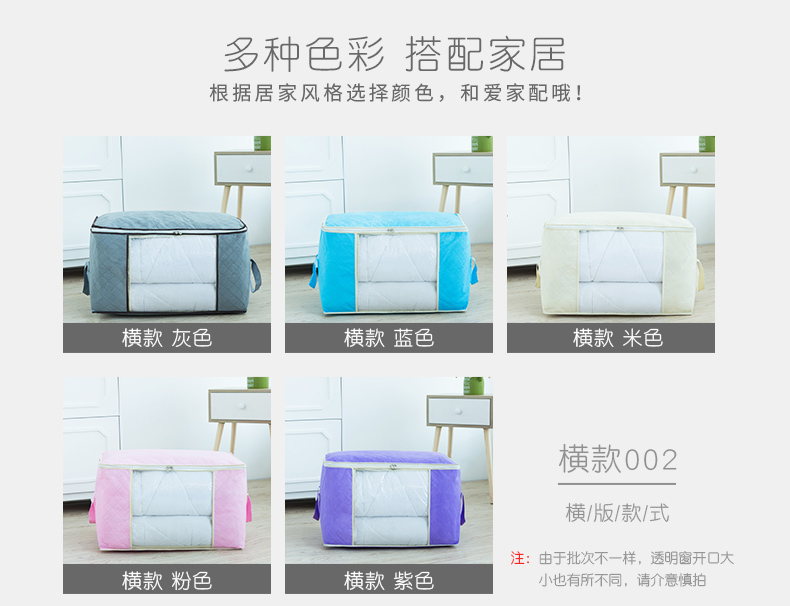 多种色彩 搭配家居
根据居家风格选择颜色，和爱家配哦！
横款 灰色
横款 蓝色
横款 米色
横款 粉色
横款 紫色
横款002
横/版/款/式
注：由于批次不一样，透明窗开口大
小也有所不同，请介意慎拍